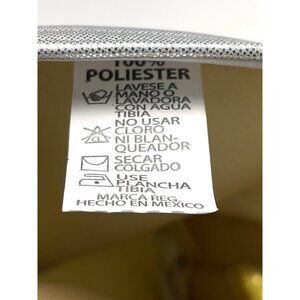 100%
POLIESTER
LAVESE A
MANO O
LAVADORA
CON AGUA
TIBIA
NO USAR
CLORO
NI BLAN-
QUEADOR
SECAR
COLGADO
USE
PLANCHA
TIBIA
MARCA REG.
HECHO EN MEXICO